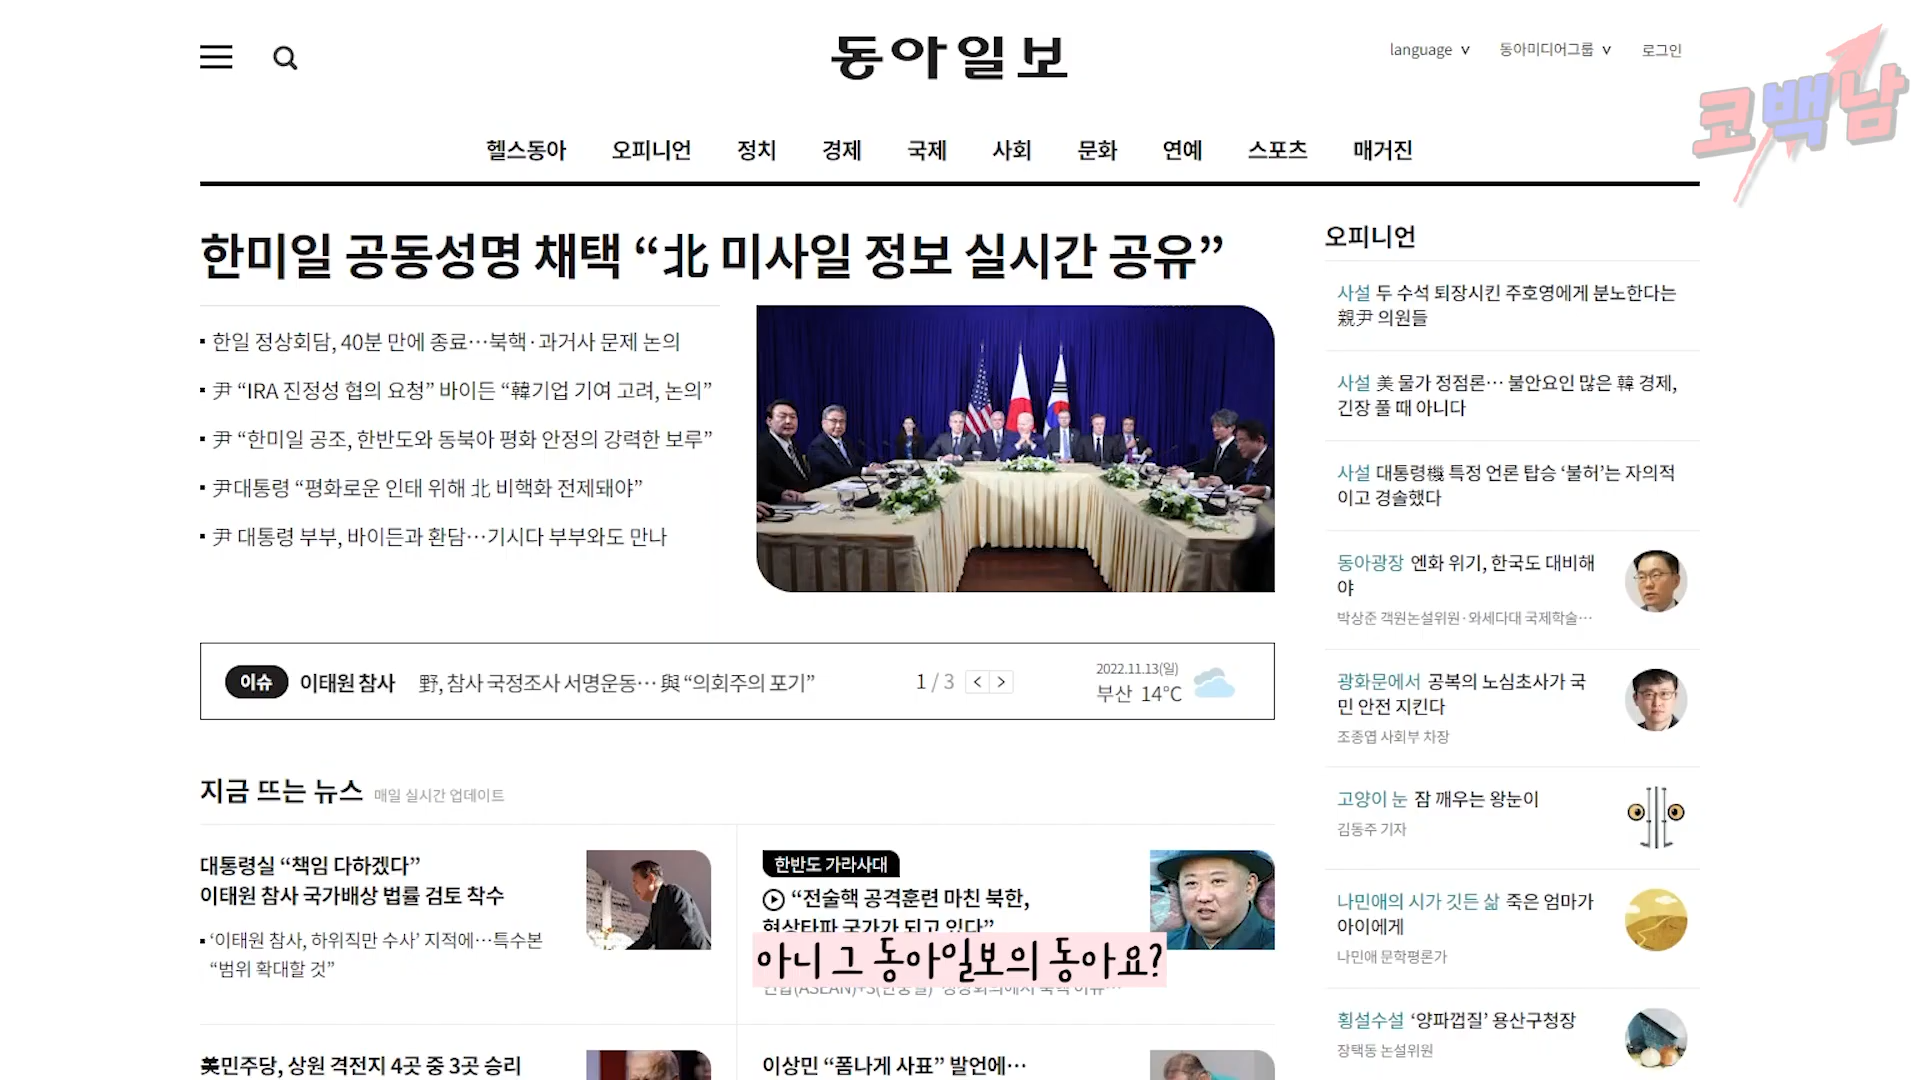 동아일보
language
동아미디어그룹
로그인
코백남
헬스동아 오피니언 정치 경제 국제 사회 문화 연예 스포츠 매거진
한미일 공동성명 채택 “北 미사일 정보 실시간 공유”
한일 정상회담, 40분 만에 종료…북핵·과거사 문제 논의
尹 “IRA 진정성 협의 요청” 바이든 “韓기업 기여 고려, 논의”
尹 “한미일 공조, 한반도와 동북아 평화 안정의 강력한 보루”
尹대통령 “평화로운 인태 위해 北 비핵화 전제돼야”
尹 대통령 부부, 바이든과 환담…기시다 부부와도 만나
이슈 이태원 참사 野, 참사 국정조사 서명운동… 與 “의회주의 포기”
1 / 3 < >
2022.11.13(일)
부산 14℃
지금 뜨는 뉴스 매일 실시간 업데이트
대통령실 “책임 다하겠다”
이태원 참사 국가배상 법률 검토 착수
‘이태원 참사, 하위직만 수사’ 지적에…특수본
“범위 확대할 것”
한반도 가라사대
“전술핵 공격훈련 마친 북한,
현상타파 국가가 되고 있다”
아니 그 동아일보의 동아요?
美민주당, 상원 격전지 4곳 중 3곳 승리
이상민 “폼나게 사표” 발언에…
오피니언
사설 두 수석 퇴장시킨 주호영에게 분노한다는
親尹 의원들
사설 美 물가 정점론… 불안요인 많은 韓 경제,
긴장 풀 때 아니다
사설 대통령機 특정 언론 탑승 ‘불허’는 자의적
이고 경솔했다
동아광장 엔화 위기, 한국도 대비해
야
박상준 객원논설위원·와세다대 국제학술…
광화문에서 공복의 노심초사가 국
민 안전 지킨다
조종엽 사회부 차장
고양이 눈 잠 깨우는 왕눈이
김동주 기자
나민애의 시가 깃든 삶 죽은 엄마가
아이에게
나민애 문학평론가
횡설수설 ‘양파껍질’ 용산구청장
장택동 논설위원